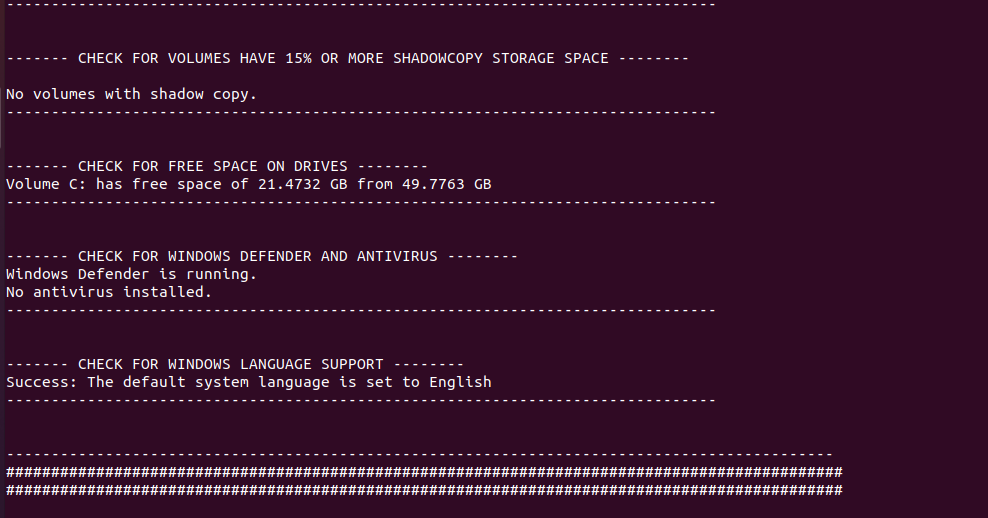 -------------------------------------------------------------------------------
------- CHECK FOR VOLUMES HAVE 15% OR MORE SHADOWCOPY STORAGE SPACE --------
No volumes with shadow copy.
-------------------------------------------------------------------------------
------- CHECK FOR FREE SPACE ON DRIVES --------
Volume C: has free space of 21.4732 GB from 49.7763 GB
-------------------------------------------------------------------------------
------- CHECK FOR WINDOWS DEFENDER AND ANTIVIRUS --------
Windows Defender is running.
No antivirus installed.
-------------------------------------------------------------------------------
------- CHECK FOR WINDOWS LANGUAGE SUPPORT --------
Success: The default system language is set to English
-------------------------------------------------------------------------------
--------------------------------------------------------------------------------------------
#############################################################################################
#############################################################################################